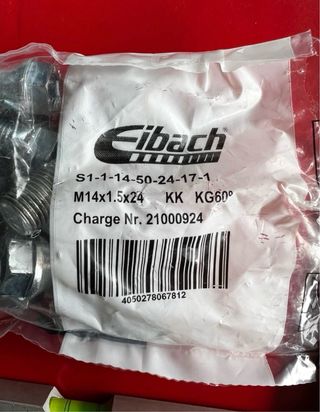 Eibach
S1-1-14-50-24-17-1
M14x1.5x24 KK KG60°
Charge Nr. 21000924
4050278067812